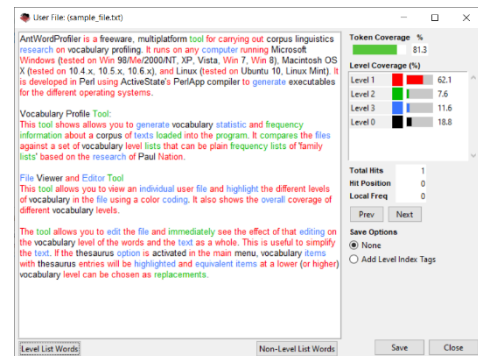 User File: (sample_file.txt)
AntWordProfiler is a freeware, multiplatform tool for carrying out corpus linguistics
research on vocabulary profiling. It runs on any computer running Microsoft
Windows (tested on Win 98/Me/2000/NT, XP, Vista, Win 7, Win 8), Macintosh OS
X (tested on 10.4.x, 10.5.x, 10.6.x), and Linux (tested on Ubuntu 10, Linux Mint). It
is developed in Perl using ActiveState's PerlApp compiler to generate executables
for the different operating systems.
Vocabulary Profile Tool:
This tool shows allows you to generate vocabulary statistic and frequency
information about a corpus of texts loaded into the program. It compares the files
against a set of vocabulary level lists that can be plain frequency lists of 'family
lists' based on the research of Paul Nation.
File Viewer and Editor Tool
This tool allows you to view an individual user file and highlight the different levels
of vocabulary in the file using a color coding. It also shows the overall coverage of
different vocabulary levels.
The tool allows you to edit the file and immediately see the effect of that editing on
the vocabulary level of the words and the text as a whole. This is useful to simplify
the text. If the thesaurus option is activated in the main menu, vocabulary items
with thesaurus entries will be highlighted and equivalent items at a lower (or higher)
vocabulary level can be chosen as replacements.
Level List Words
Non-Level List Words
Token Coverage %
81.3
Level Coverage (%)
Level 1 62.1
Level 2 7.6
Level 3 11.6
Level 0 18.8
Total Hits 1
Hit Position 0
Local Freq 0
Prev Next
Save Options
None
Add Level Index Tags
Save Close